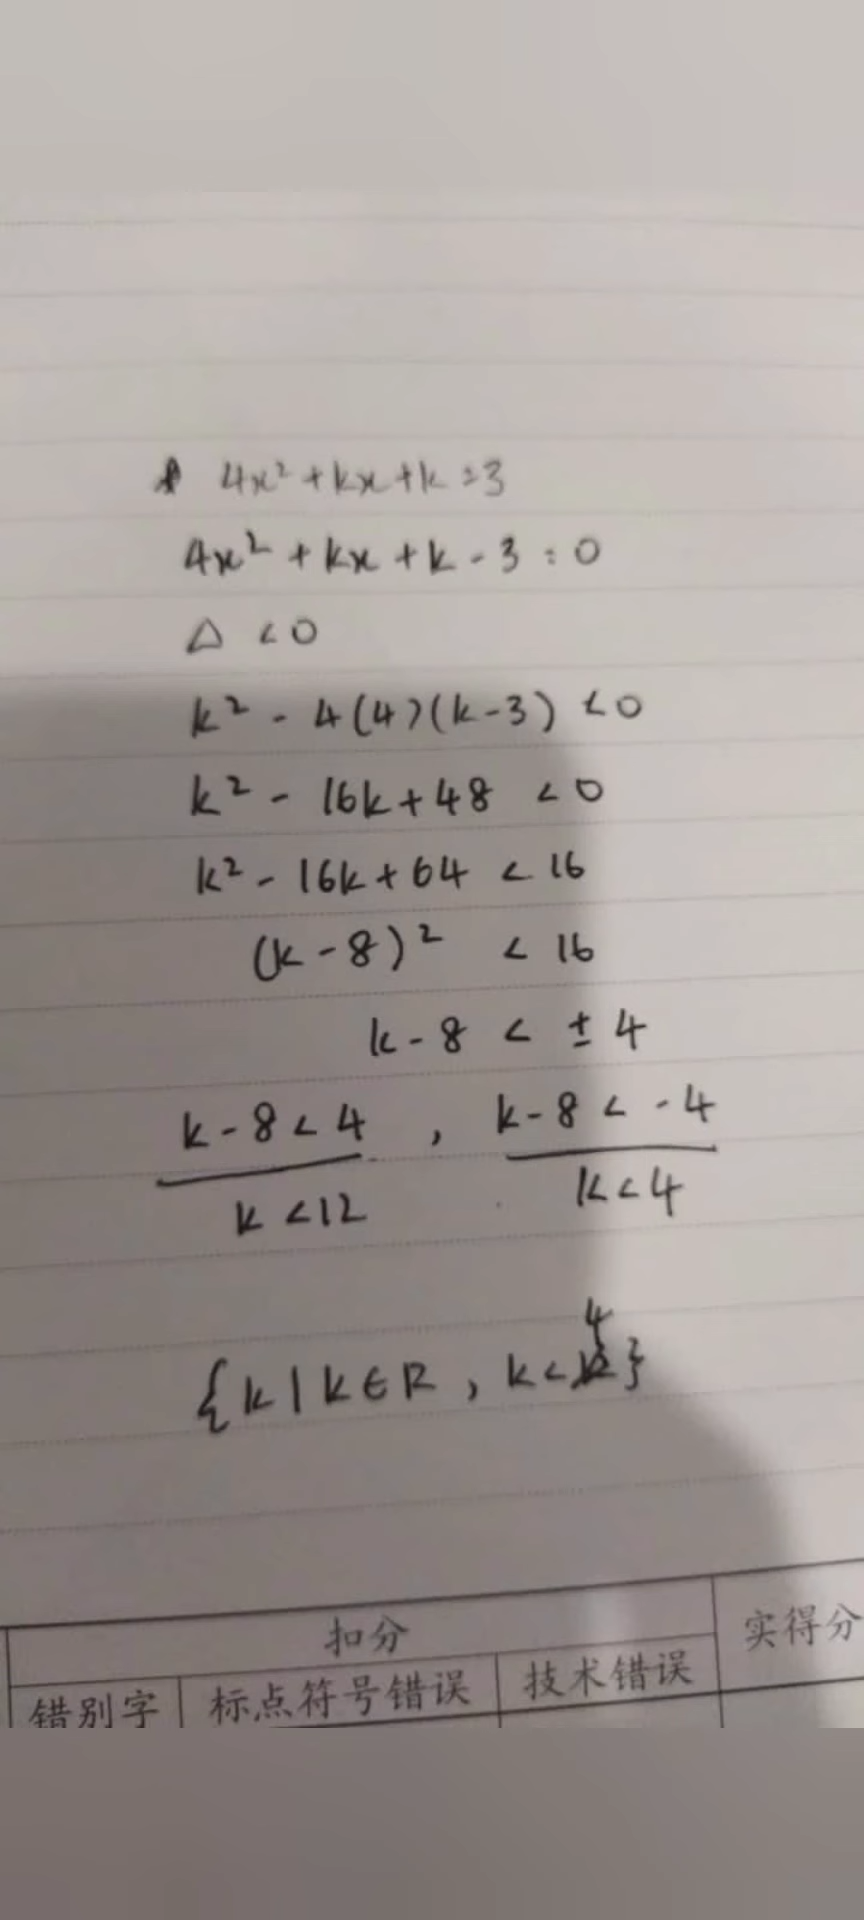 4x² + kx + k = 3
4x² + kx + k - 3 = 0
△ < 0
k² - 4(4)(k-3) < 0
k² - 16k + 48 < 0
k² - 16k + 64 < 16
(k - 8)² < 16
k - 8 < ± 4
k - 8 < 4 , k - 8 < - 4
k < 12 k < 4
{k | k ∈ R , k < 4}
扣分 实得分
错别字 标点符号错误 技术错误